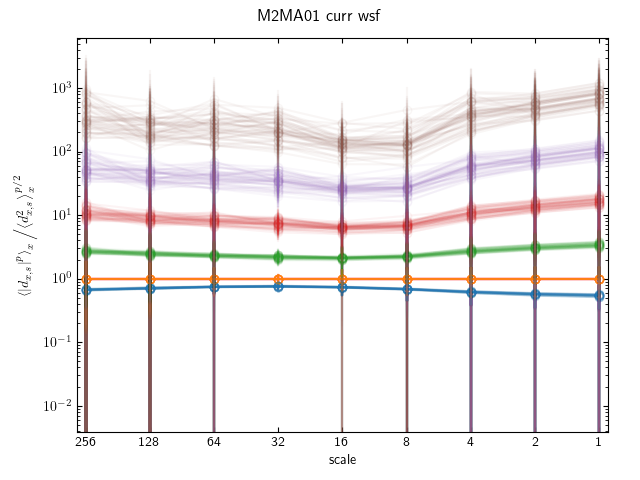 M2MA01 curr wsf
⟨|d_{x,s}|^p⟩_x / ⟨d^2_{x,s}⟩_x^{p/2}
10^3
10^2
10^1
10^0
10^{-1}
10^{-2}
256 128 64 32 16 8 4 2 1
scale